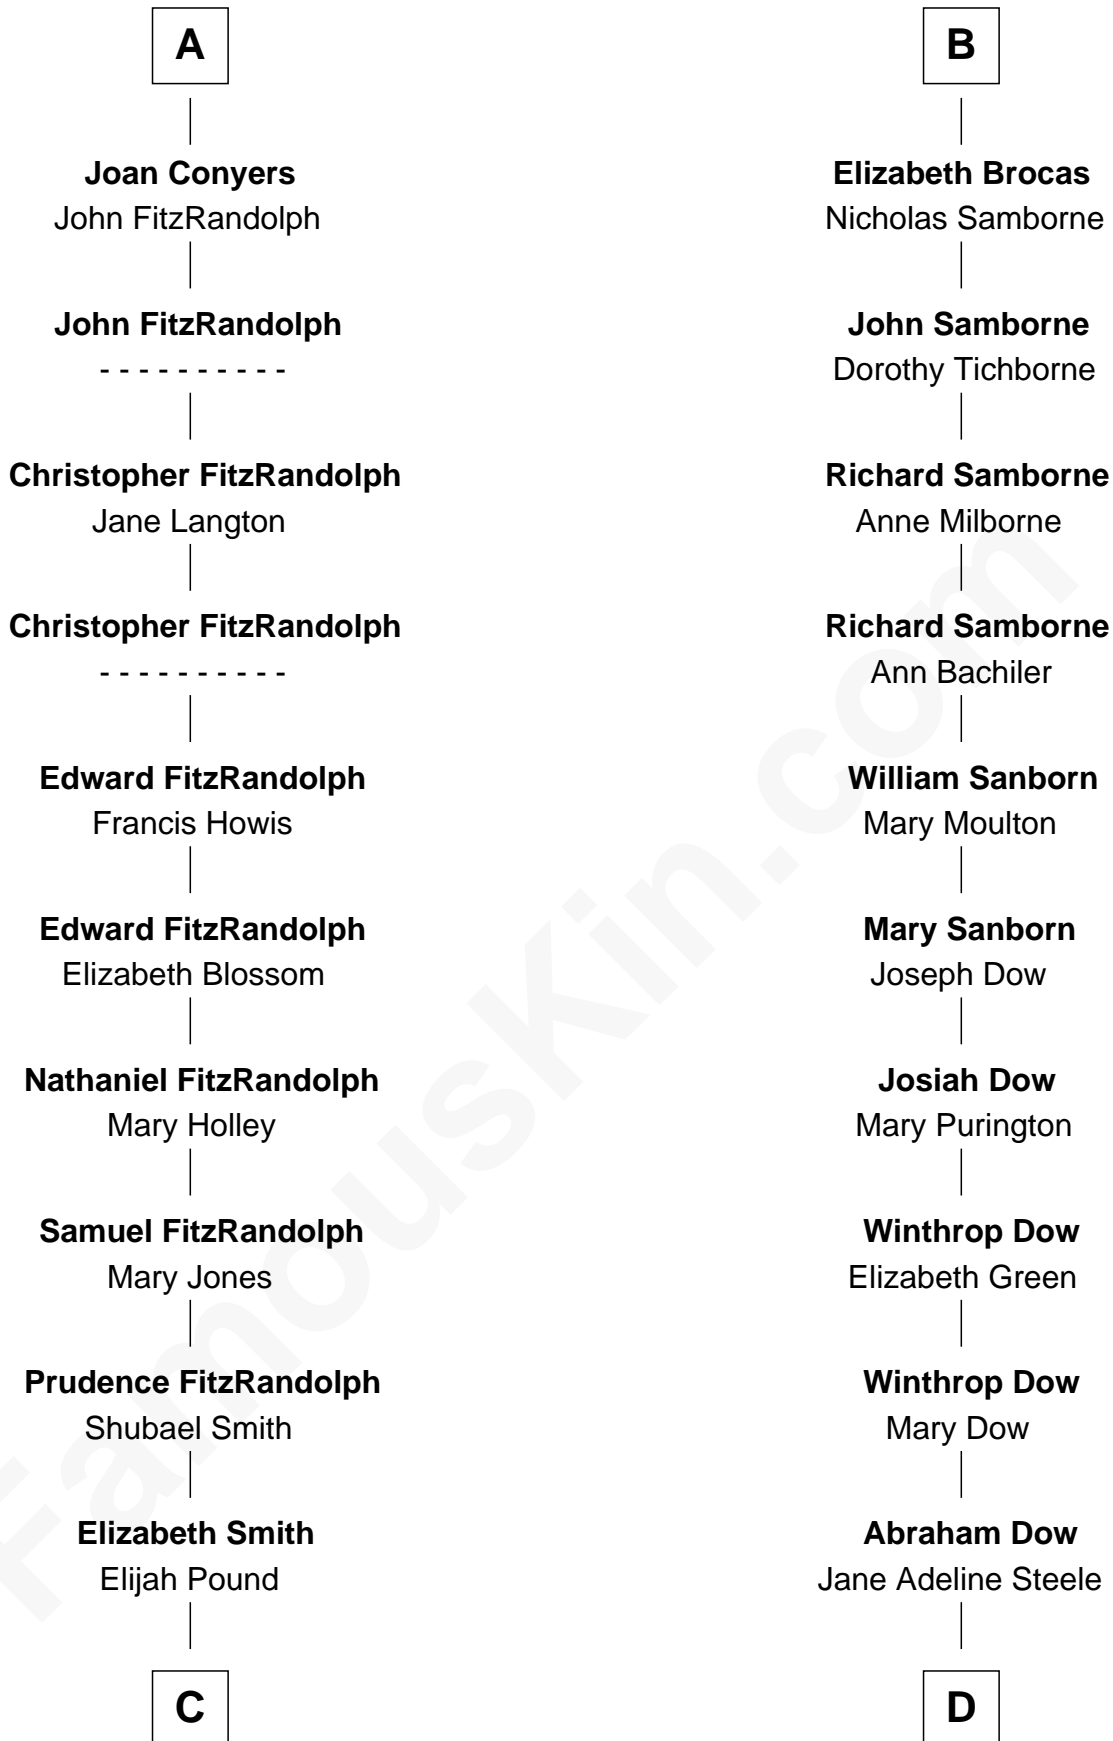 A
Joan Conyers
John FitzRandolph
John FitzRandolph
- - - - - - - - - -
Christopher FitzRandolph
Jane Langton
Christopher FitzRandolph
- - - - - - - - - -
Edward FitzRandolph
Francis Howis
Edward FitzRandolph
Elizabeth Blossom
Nathaniel FitzRandolph
Mary Holley
Samuel FitzRandolph
Mary Jones
Prudence FitzRandolph
Shubael Smith
Elizabeth Smith
Elijah Pound
C
B
Elizabeth Brocas
Nicholas Samborne
John Samborne
Dorothy Tichborne
Richard Samborne
Anne Milborne
Richard Samborne
Ann Bachiler
William Sanborn
Mary Moulton
Mary Sanborn
Joseph Dow
Josiah Dow
Mary Purington
Winthrop Dow
Elizabeth Green
Winthrop Dow
Mary Dow
Abraham Dow
Jane Adeline Steele
D
FamousKin.com